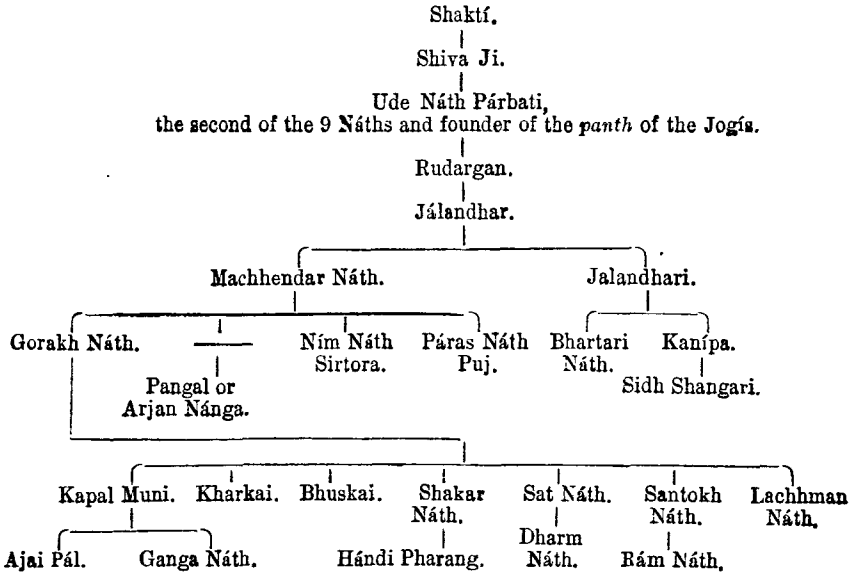 Shaktí.
Shiva Ji.
Ude Náth Párbati,
the second of the 9 Náths and founder of the panth of the Jogís.
Rudargan.
Jálandhar.
Machhendar Náth. Jalandhari.
Gorakh Náth. Ním Náth Páras Náth Bhartari Kanípa.
Sirtora. Puj. Náth.
Pangal or Sidh Shangari.
Arjan Nánga.
Kapal Muni. Kharkai. Bhuskai. Shakar Sat Náth. Santokh Lachhman
Náth. Náth. Náth.
Dharm
Ajai Pál. Ganga Náth. Hándi Pharang. Náth. Rám Náth.